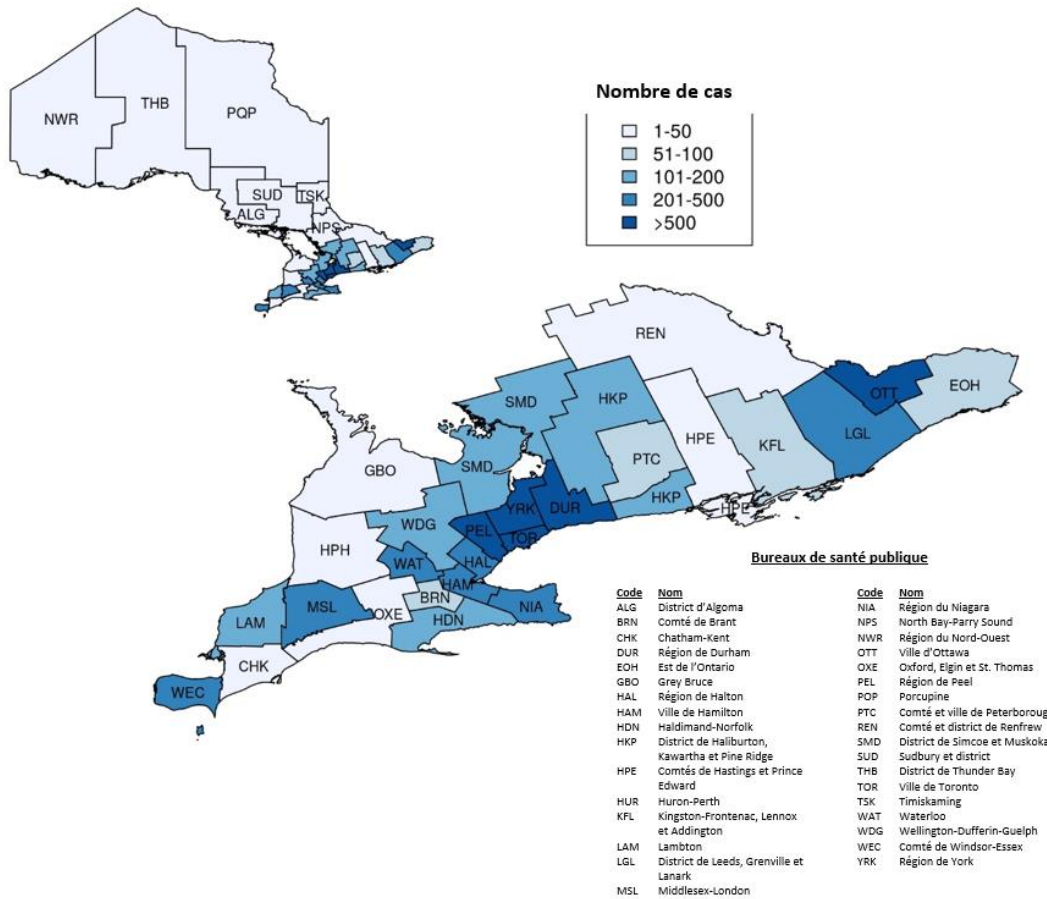 NWR
THB
PQP
SUD
TSK
ALG
NPS
Nombre de cas
1-50
51-100
101-200
201-500
>500
REN
SMD
HKP
OTT
EOH
LGL
HPE
KFL
PTC
GBO
SMD
HKP
HPE
YRK
DUR
PEL
TOR
WDG
HPH
WAT
HAL
HAM
BRN
MSL
OXE
NIA
LAM
HDN
CHK
WEC
Bureaux de santé publique
Code Nom
ALG District d'Algoma
BRN Comté de Brant
CHK Chatham-Kent
DUR Région de Durham
EOH Est de l'Ontario
GBO Grey Bruce
HAL Région de Halton
HAM Ville de Hamilton
HDN Haldimand-Norfolk
HKP District de Haliburton,
Kawartha et Pine Ridge
HPE Comtés de Hastings et Prince
Edward
HUR Huron-Perth
KFL Kingston-Frontenac, Lennox
et Addington
LAM Lambton
LGL District de Leeds, Grenville et
Lanark
MSL Middlesex-London
Code Nom
NIA Région du Niagara
NPS North Bay-Parry Sound
NWR Région du Nord-Ouest
OTT Ville d'Ottawa
OXE Oxford, Elgin et St. Thomas
PEL Région de Peel
POP Porcupine
PTC Comté et ville de Peterboroug
REN Comté et district de Renfrew
SMD District de Simcoe et Muskoka
SUD Sudbury et district
THB District de Thunder Bay
TOR Ville de Toronto
TSK Timiskaming
WAT Waterloo
WDG Wellington-Dufferin-Guelph
WEC Comté de Windsor-Essex
YRK Région de York